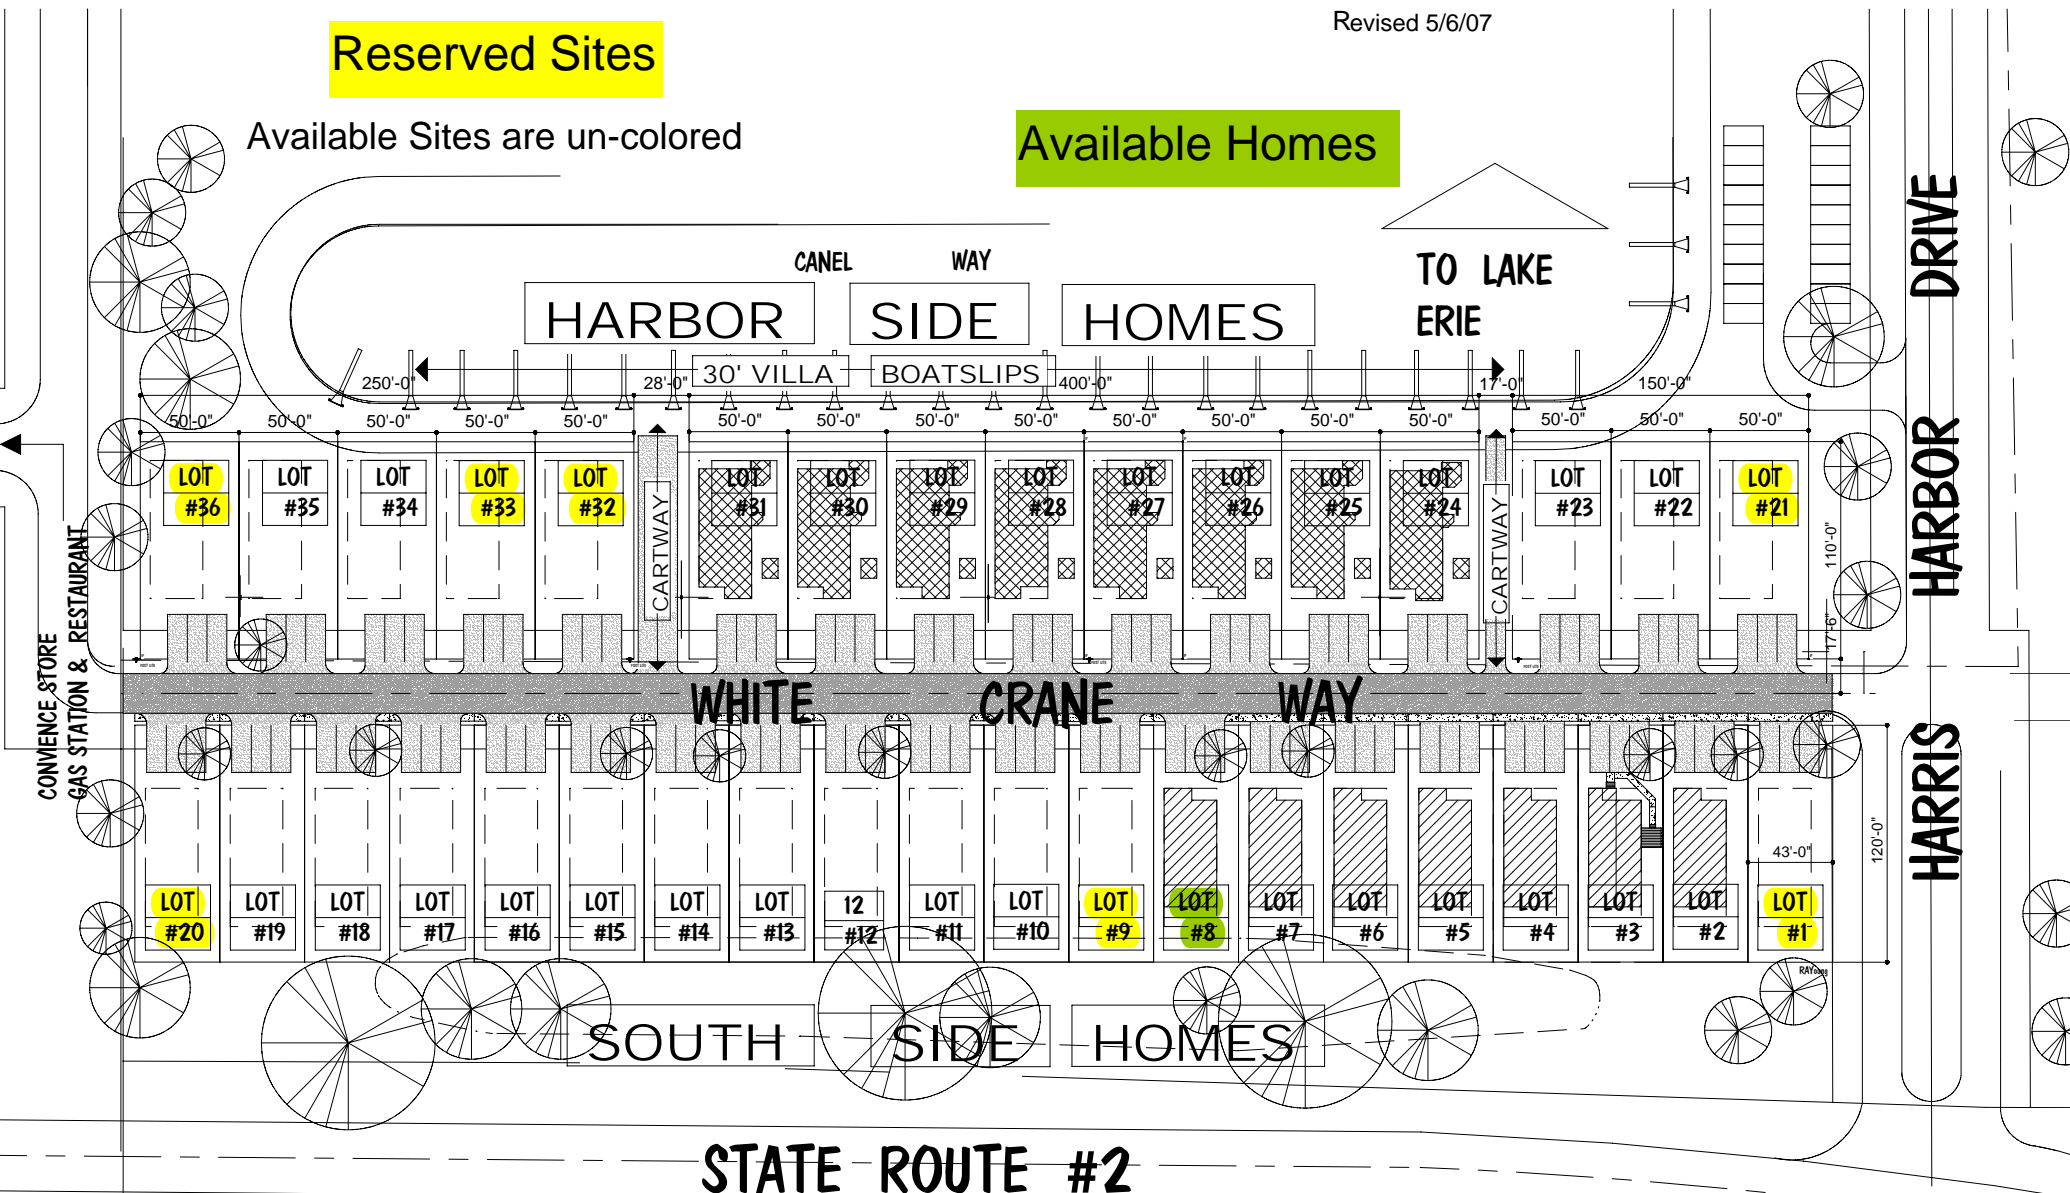 Revised 5/6/07
Reserved Sites
Available Sites are un-colored
Available Homes
CANEL WAY
TO LAKE
ERIE
HARBOR SIDE HOMES
30' VILLA BOATSLIPS
250'-0" 28'-0" 400'-0" 17'-0" 150'-0"
50'-0" 50'-0" 50'-0" 50'-0" 50'-0" 50'-0" 50'-0" 50'-0" 50'-0" 50'-0" 50'-0" 50'-0" 50'-0" 50'-0" 50'-0" 50'-0"
LOT LOT LOT LOT LOT LOT LOT LOT LOT LOT LOT LOT LOT LOT LOT LOT
#36 #35 #34 #33 #32 #31 #30 #29 #28 #27 #26 #25 #24 #23 #22 #21
CARTWAY
CARTWAY
110'-0"
17'-6"
CONVIENCE STORE
GAS STATION & RESTAURANT
WHITE CRANE WAY
HARRIS HARBOR DRIVE
43'-0"
120'-0"
LOT LOT LOT LOT LOT LOT LOT LOT 12 LOT LOT LOT LOT LOT LOT LOT LOT LOT LOT LOT
#20 #19 #18 #17 #16 #15 #14 #13 #12 #11 #10 #9 #8 #7 #6 #5 #4 #3 #2 #1
RAYoung
SOUTH SIDE HOMES
STATE ROUTE #2